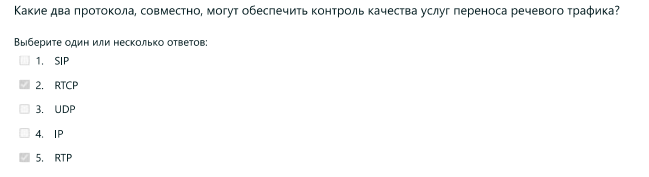 Какие два протокола, совместно, могут обеспечить контроль качества услуг переноса речевого трафика?
Выберите один или несколько ответов:
1. SIP
2. RTCP
3. UDP
4. IP
5. RTP